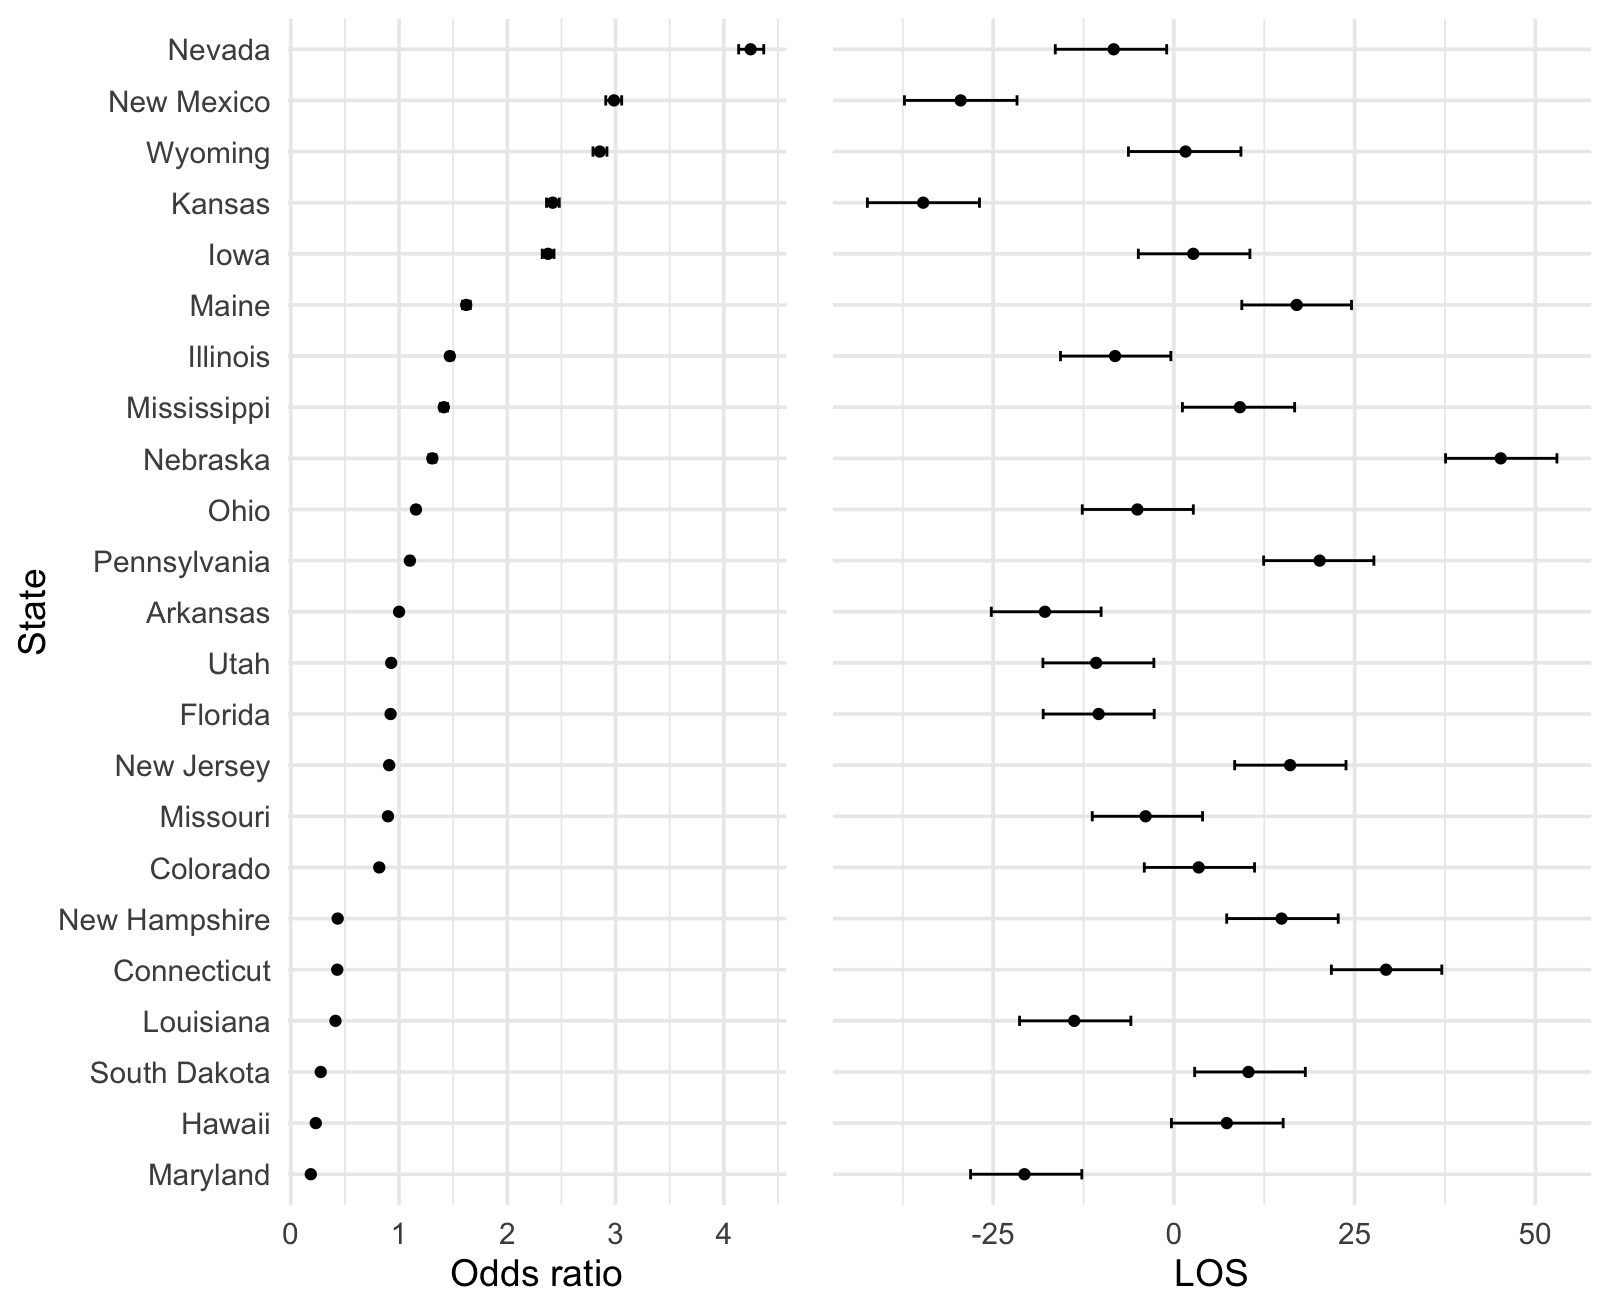 Nevada
New Mexico
Wyoming
Kansas
Iowa
Maine
Illinois
Mississippi
Nebraska
Ohio
Pennsylvania
Arkansas
Utah
Florida
New Jersey
Missouri
Colorado
New Hampshire
Connecticut
Louisiana
South Dakota
Hawaii
Maryland
State
0 1 2 3 4
Odds ratio
-25 0 25 50
LOS